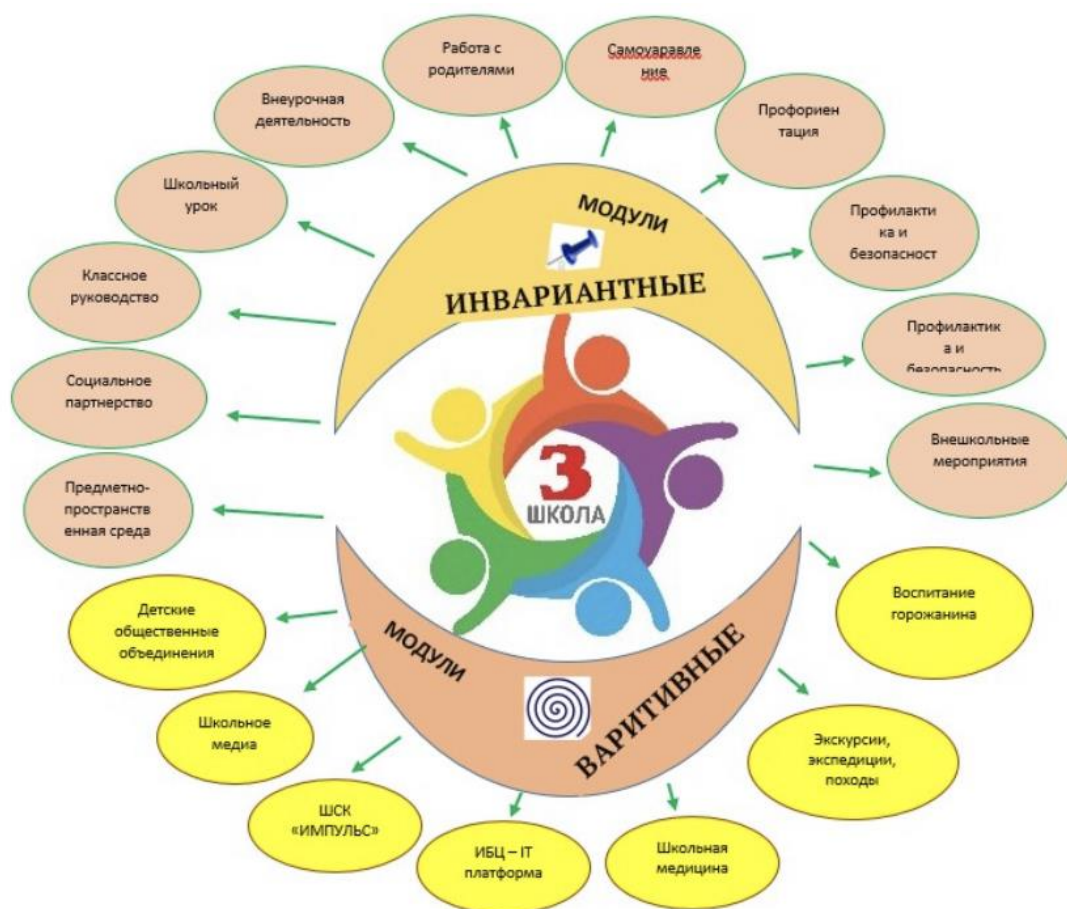 Работа с
родителями
Самоуаравле
ние
Внеурочная
деятельность
Профориен
тация
Школьный
урок
МОДУЛИ
Профилакти
ка и
безопасност
Классное
руководство
ИНВАРИАНТНЫЕ
Профилактик
а и
безопасность
Социальное
партнерство
Внешкольные
мероприятия
3
ШКОЛА
Предметно-
пространств
енная среда
Воспитание
горожанина
Детские
общественные
объединения
МОДУЛИ
ВАРИТИВНЫЕ
Школьное
медиа
Экскурсии,
экспедиции,
походы
ШСК
«ИМПУЛЬС»
ИБЦ – IT
платформа
Школьная
медицина